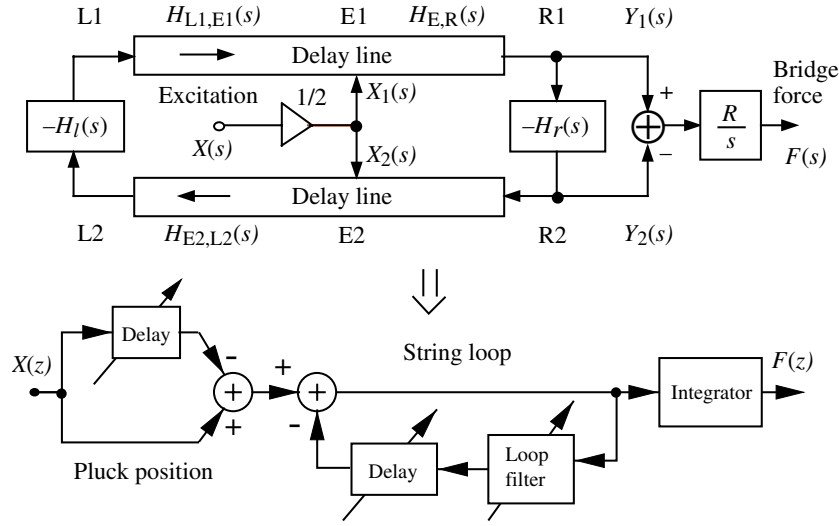 L1 H_{L1,E1}(s) E1 H_{E,R}(s) R1 Y_1(s)
Delay line
Excitation 1/2 X_1(s) + Bridge force
–H_l(s) X(s) –H_r(s) + R/s
X_2(s) – F(s)
Delay line
L2 H_{E2,L2}(s) E2 R2 Y_2(s)
Delay
X(z) - + String loop F(z)
+ + Integrator
+ -
Pluck position Delay Loop filter